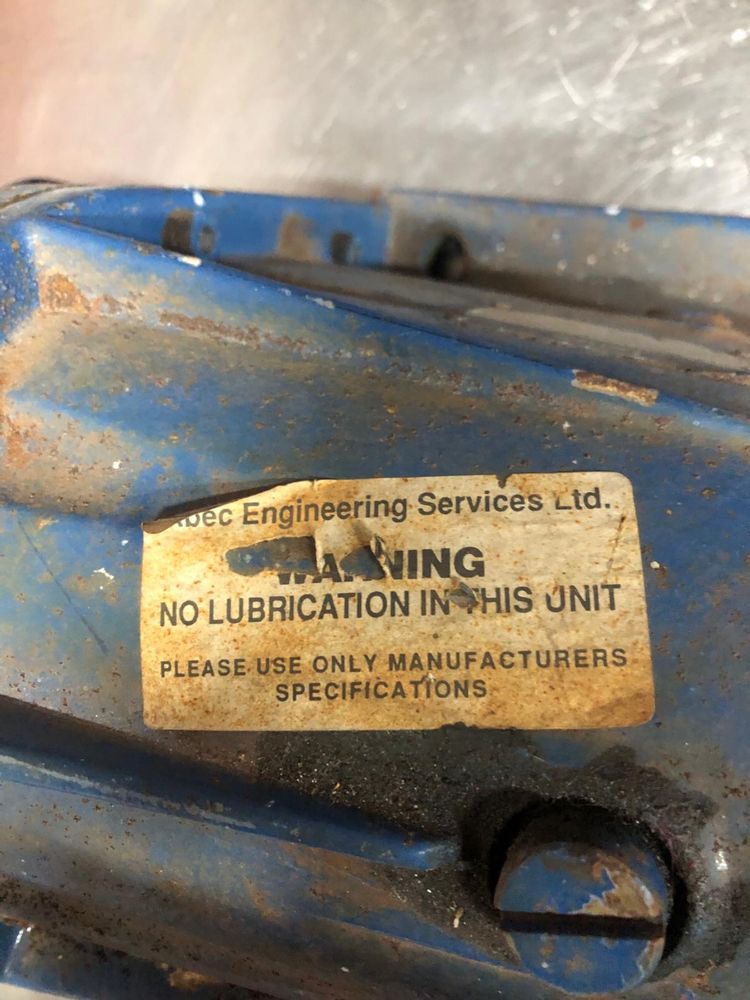 Engineering Services Ltd.
WARNING
NO LUBRICATION IN THIS UNIT
PLEASE USE ONLY MANUFACTURERS
SPECIFICATIONS